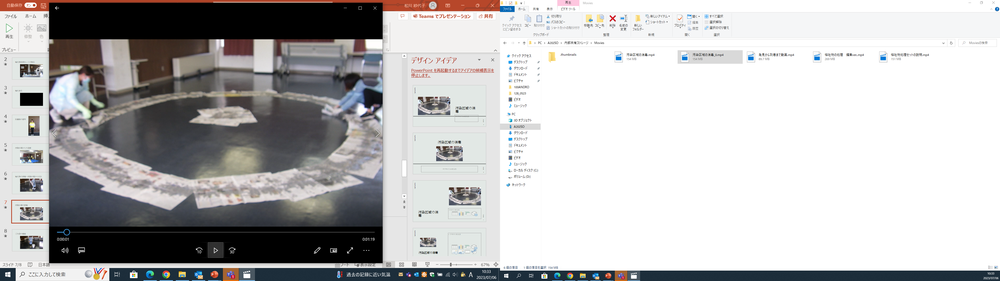 自動保存 オン
松川 紗代子
ファイル
ホーム
挿
Teams でプレゼンテーション
共有
再生
修整
色
プレビュー
2
3
4
5
6
7
汚染区域の消毒
8
0:00:01
0:01:19
10
30
デザイン アイデア
PowerPoint を再起動するまでアイデアの候補表示を
停止します。
汚染区域の消
毒
汚染区域の消毒
汚染区域の消
毒
汚染区域の消毒
スライド 7/8
日本語
ノート
表示設定
67%
ここに入力して検索
過去の記録に近い気温
A
10:33
2023/07/06
再生
Movies
ファイル
ホーム
共有
表示
ビデオ ツール
クイック アクセス
にピン留めする
コピー
貼り付け
切り取り
パスのコピー
ショートカットの貼り付け
クリップボード
移動先
コピー先
削除
名前の
変更
整理
新しい
フォルダー
新しいアイテム
ショートカット
新規
プロパティ
開く
編集
履歴
開く
すべて選択
選択解除
選択の切り替え
選択
PC
A202SO
内部共有ストレージ
Movies
Moviesの検索
クイック アクセス
デスクトップ
ダウンロード
ドキュメント
ピクチャ
100ANDRO
128_0523
ビデオ
ミュージック
PC
3D オブジェクト
A202SO
ダウンロード
デスクトップ
ドキュメント
ピクチャ
ビデオ
ミュージック
ローカル ディスク (C:)
ボリューム (D:)
ネットワーク
.thumbnails
汚染区域の消毒.mp4
154 MB
汚染区域の消毒_0.mp4
154 MB
発見から到着まで動画.mp4
89.7 MB
嘔吐物の処理 編集ver..mp4
269 MB
嘔吐物処理セットの説明.mp4
151 MB
6 個の項目
1 個の項目を選択 154 MB
10:33
2023/07/06